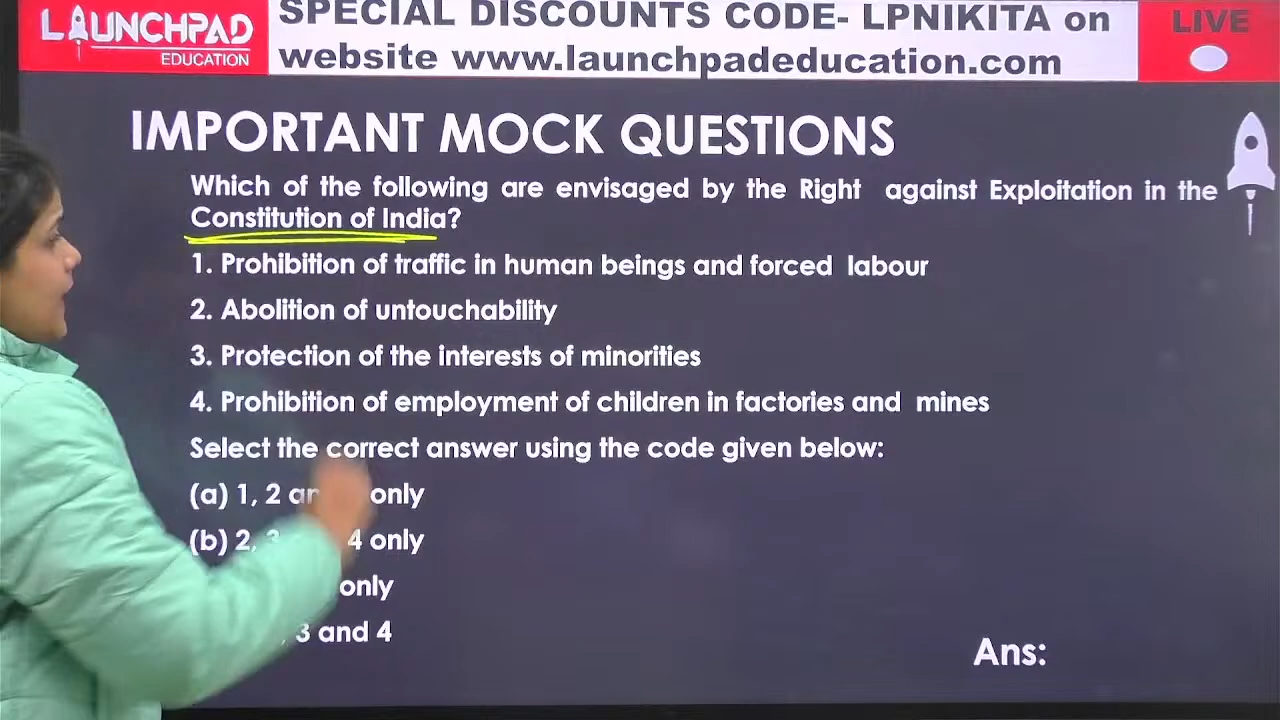 LAUNCHPAD
EDUCATION
SPECIAL DISCOUNTS CODE- LPNIKITA on
website www.launchpadeducation.com
LIVE
IMPORTANT MOCK QUESTIONS
Which of the following are envisaged by the Right against Exploitation in the
Constitution of India?
1. Prohibition of traffic in human beings and forced labour
2. Abolition of untouchability
3. Protection of the interests of minorities
4. Prohibition of employment of children in factories and mines
Select the correct answer using the code given below:
(a) 1, 2 only
(b) 2, 4 only
only
3 and 4
Ans: